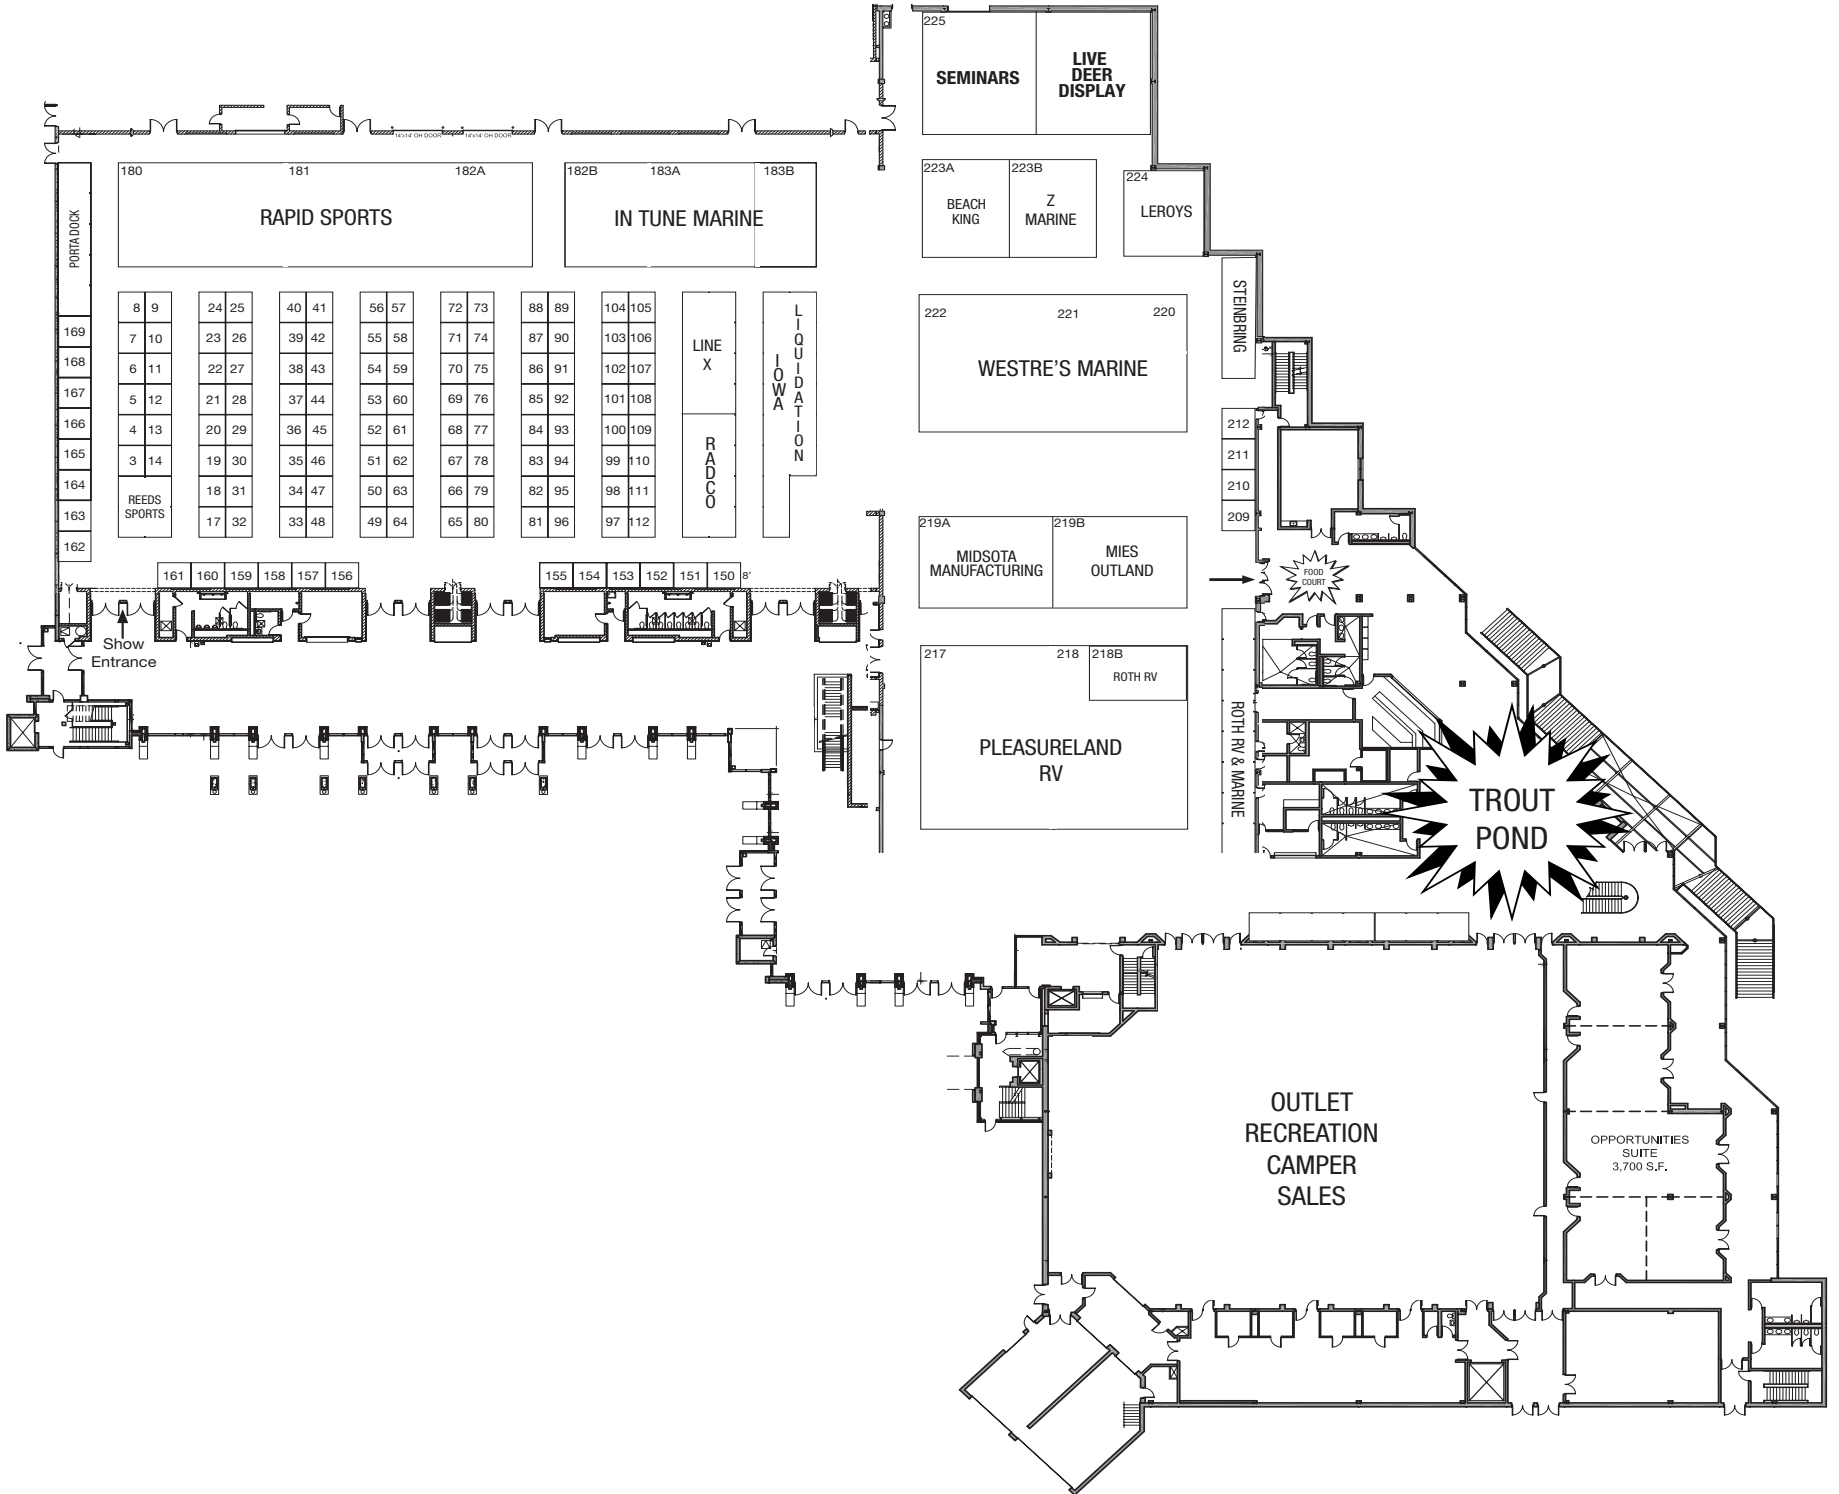 225
SEMINARS
LIVE
DEER
DISPLAY
14'x14' OH DOOR
14'x14' OH DOOR
180 181 182A
RAPID SPORTS
182B 183A 183B
IN TUNE MARINE
223A
BEACH
KING
223B
Z
MARINE
224
LEROYS
PORTA DOCK
STEINBRING
169
168
167
166
165
164
163
162
8 9
7 10
6 11
5 12
4 13
3 14
REEDS
SPORTS
24 25
23 26
22 27
21 28
20 29
19 30
18 31
17 32
40 41
39 42
38 43
37 44
36 45
35 46
34 47
33 48
56 57
55 58
54 59
53 60
52 61
51 62
50 63
49 64
72 73
71 74
70 75
69 76
68 77
67 78
66 79
65 80
88 89
87 90
86 91
85 92
84 93
83 94
82 95
81 96
104 105
103 106
102 107
101 108
100 109
99 110
98 111
97 112
LINE
X
RADCO
IOWA
LIQUIDATION
222 221 220
WESTRE'S MARINE
212
211
210
209
219A
MIDSOTA
MANUFACTURING
219B
MIES
OUTLAND
FOOD
COURT
161 160 159 158 157 156
155 154 153 152 151 150 8'
Show
Entrance
217 218 218B
ROTH RV
PLEASURELAND
RV
ROTH RV & MARINE
TROUT
POND
OUTLET
RECREATION
CAMPER
SALES
OPPORTUNITIES
SUITE
3,700 S.F.